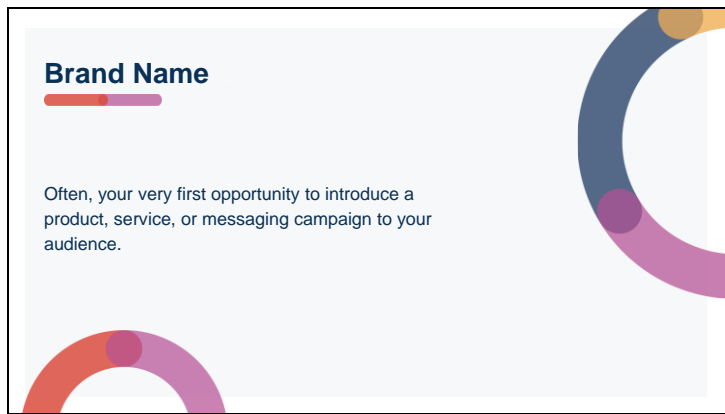 Brand Name
Often, your very first opportunity to introduce a
product, service, or messaging campaign to your
audience.